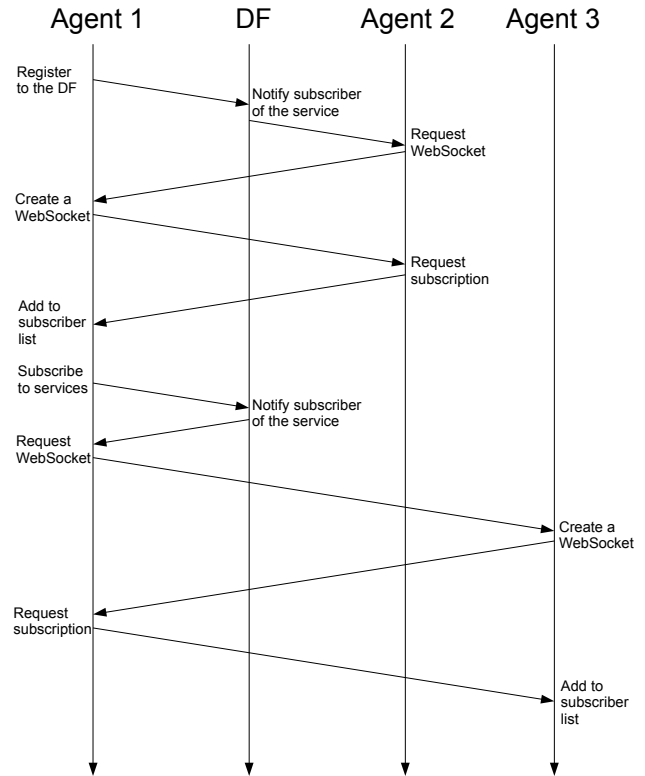 Agent 1 DF Agent 2 Agent 3
Register
to the DF
Notify subscriber
of the service
Request
WebSocket
Create a
WebSocket
Request
subscription
Add to
subscriber
list
Subscribe
to services
Notify subscriber
of the service
Request
WebSocket
Create a
WebSocket
Request
subscription
Add to
subscriber
list